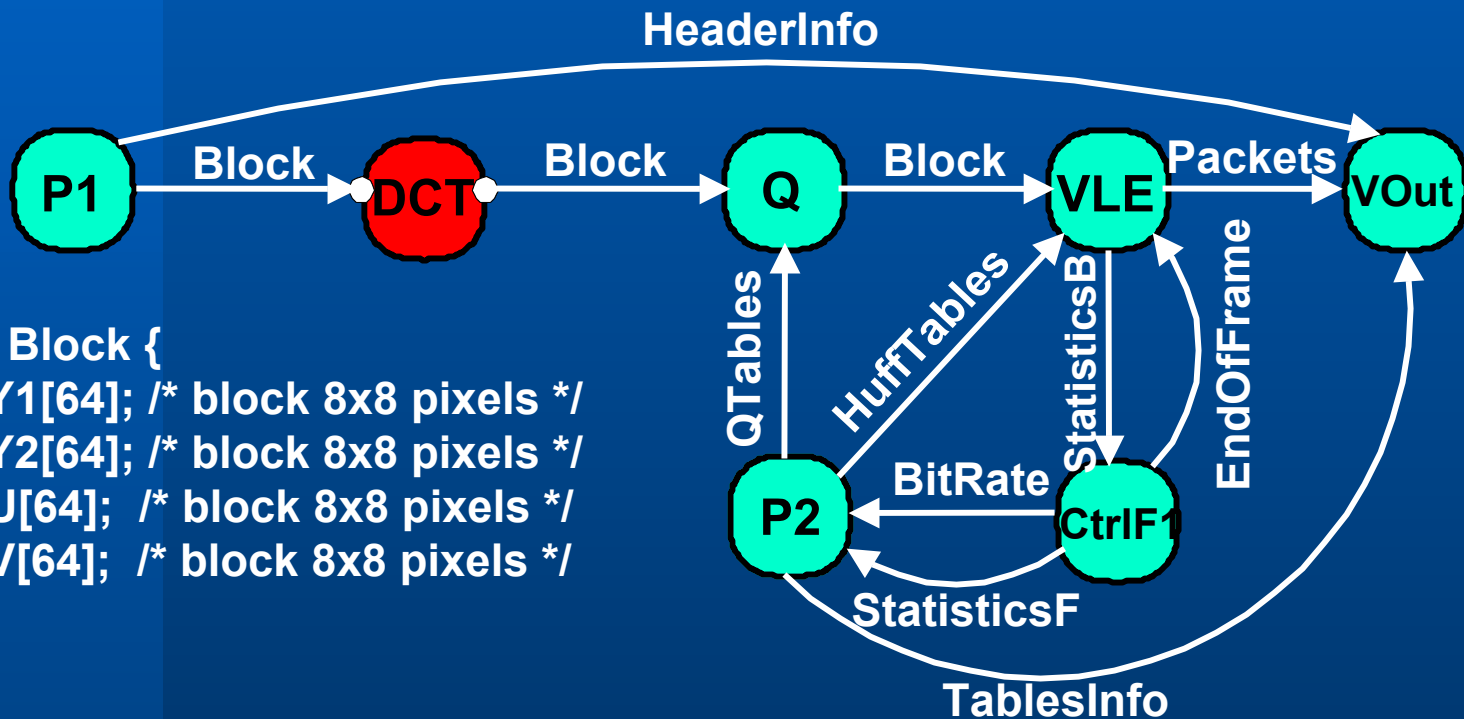 HeaderInfo
P1
Block
DCT
Block
Q
Block
VLE
Packets
VOut
QTables
HuffTables
StatisticsB
EndOfFrame
Block {
Y1[64]; /* block 8x8 pixels */
Y2[64]; /* block 8x8 pixels */
U[64]; /* block 8x8 pixels */
V[64]; /* block 8x8 pixels */
P2
BitRate
CtrlF1
StatisticsF
TablesInfo